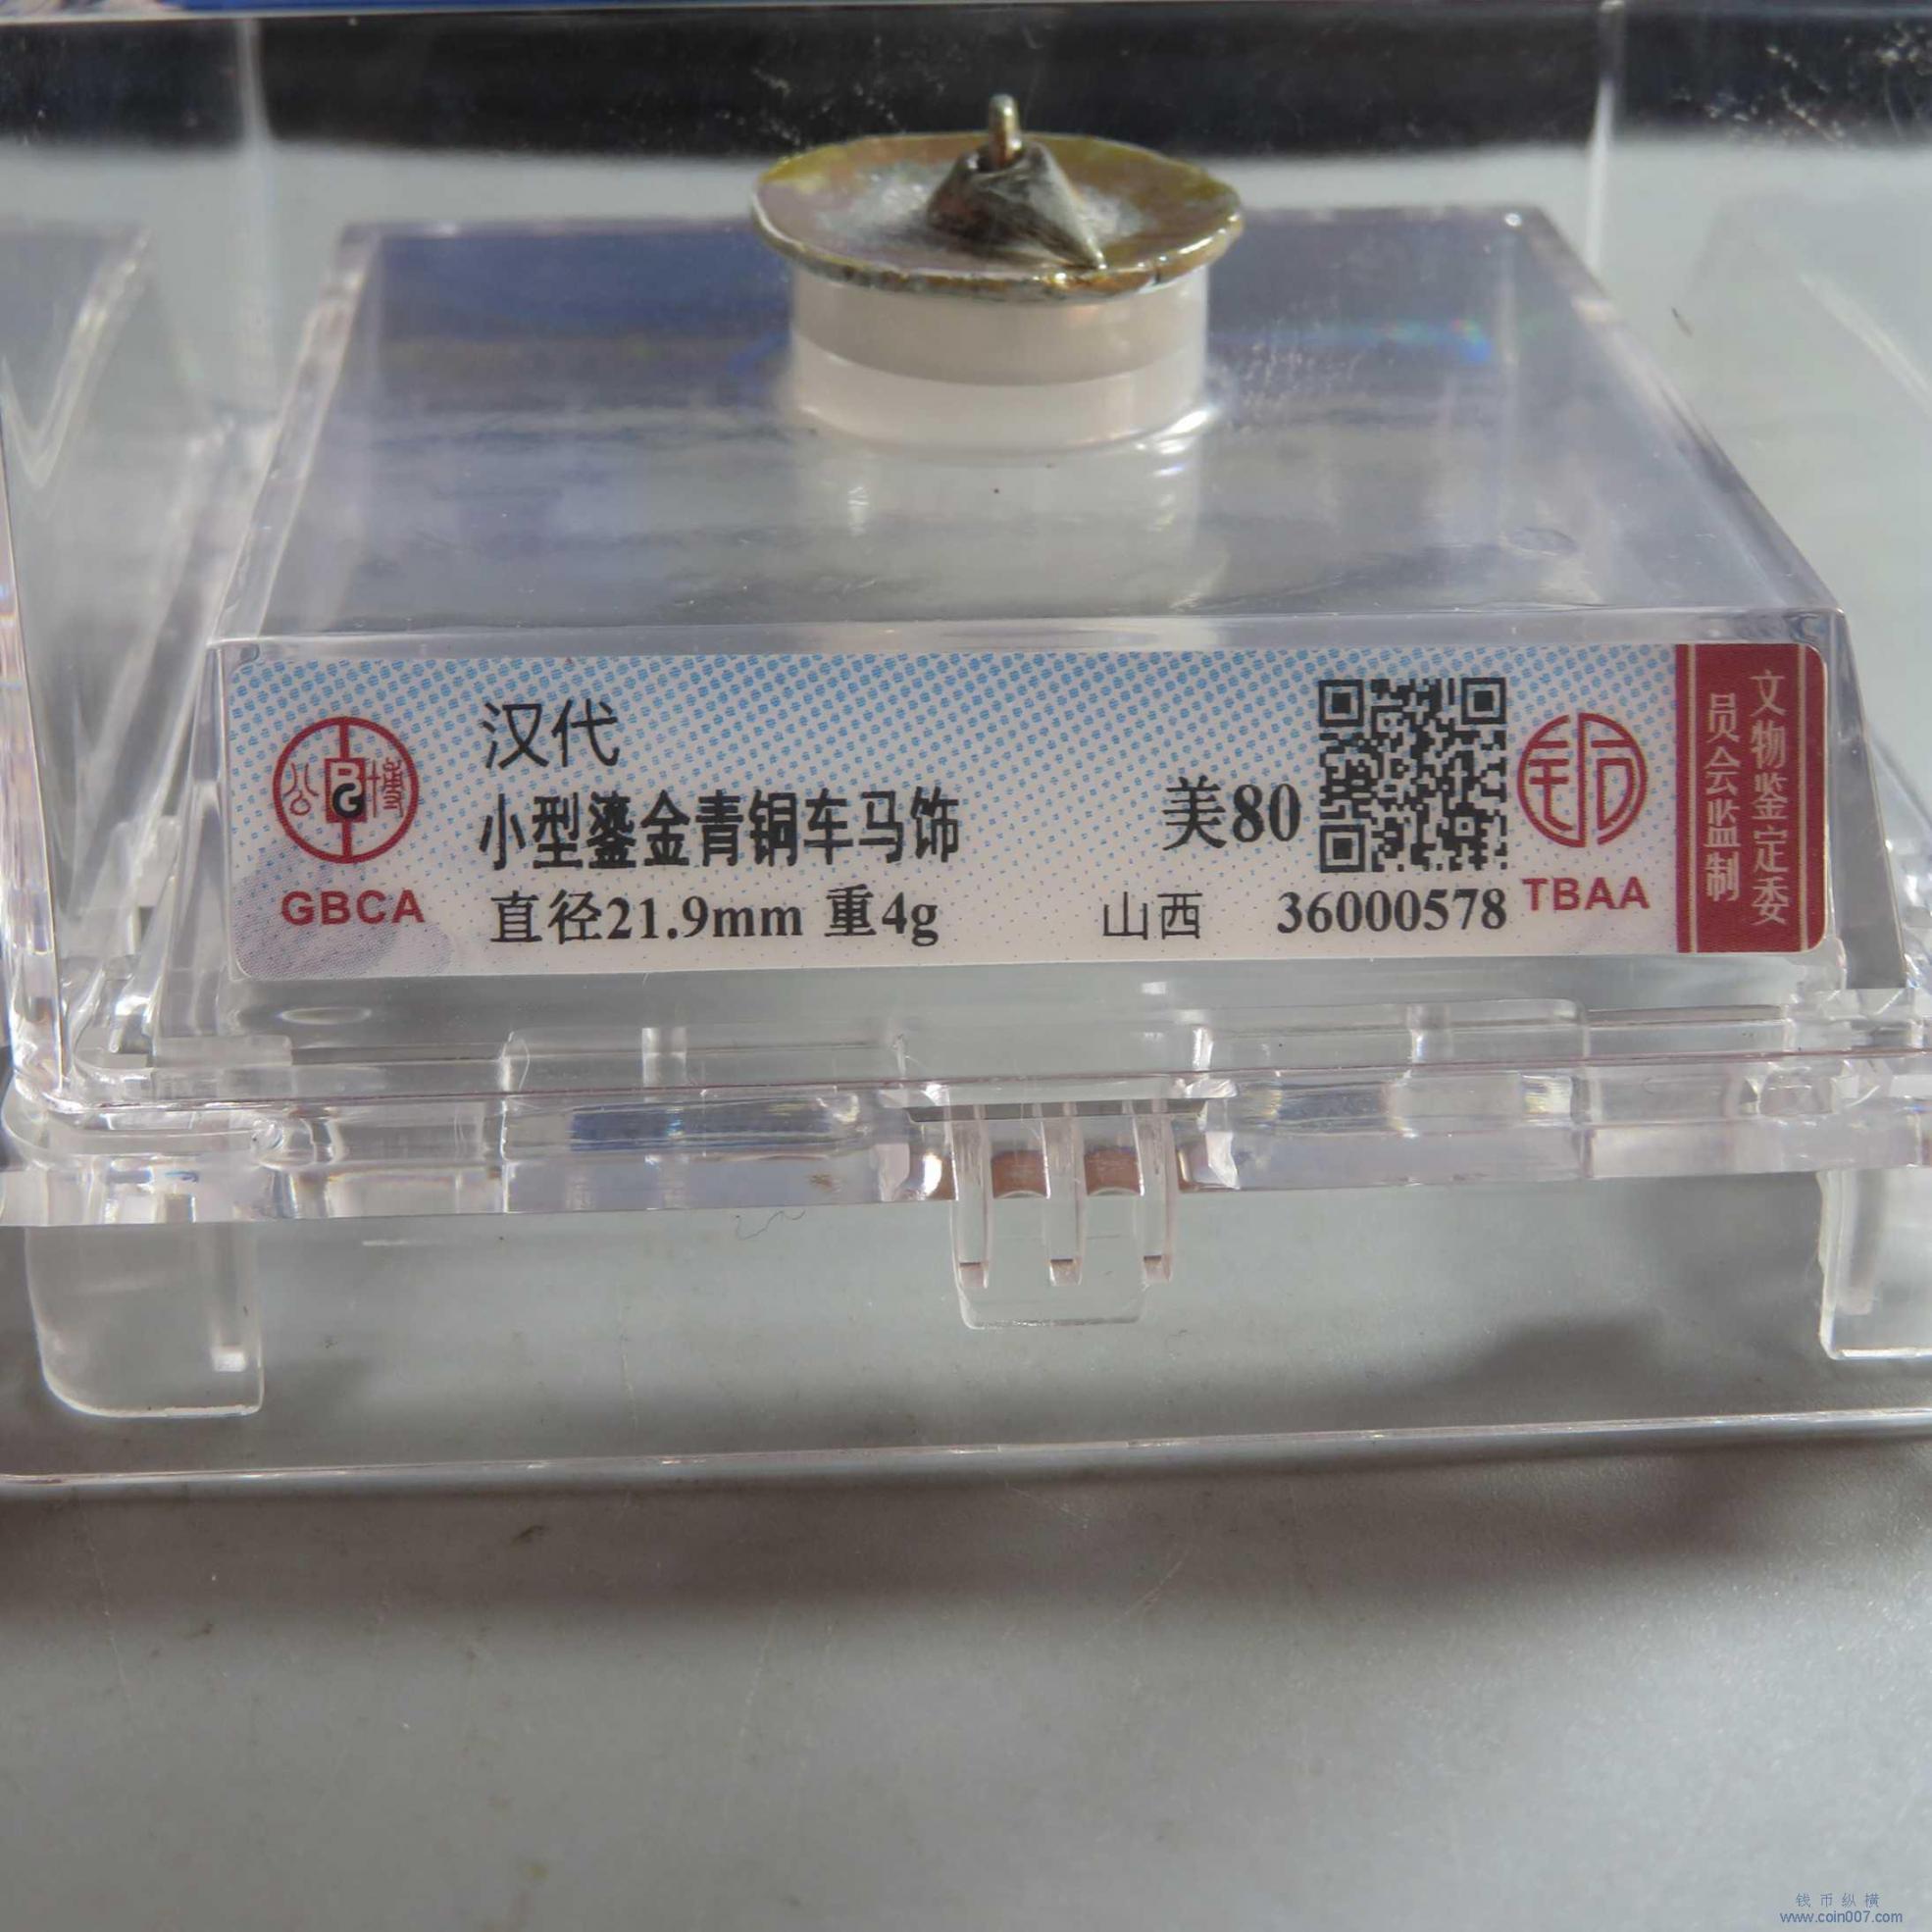 汉代
小型鎏金青铜车马饰
美80
直径21.9mm 重4g
山西
36000578
公博
GBCA
TBAA
文物鉴定委
员会监制
钱币纵横
www.coin007.com